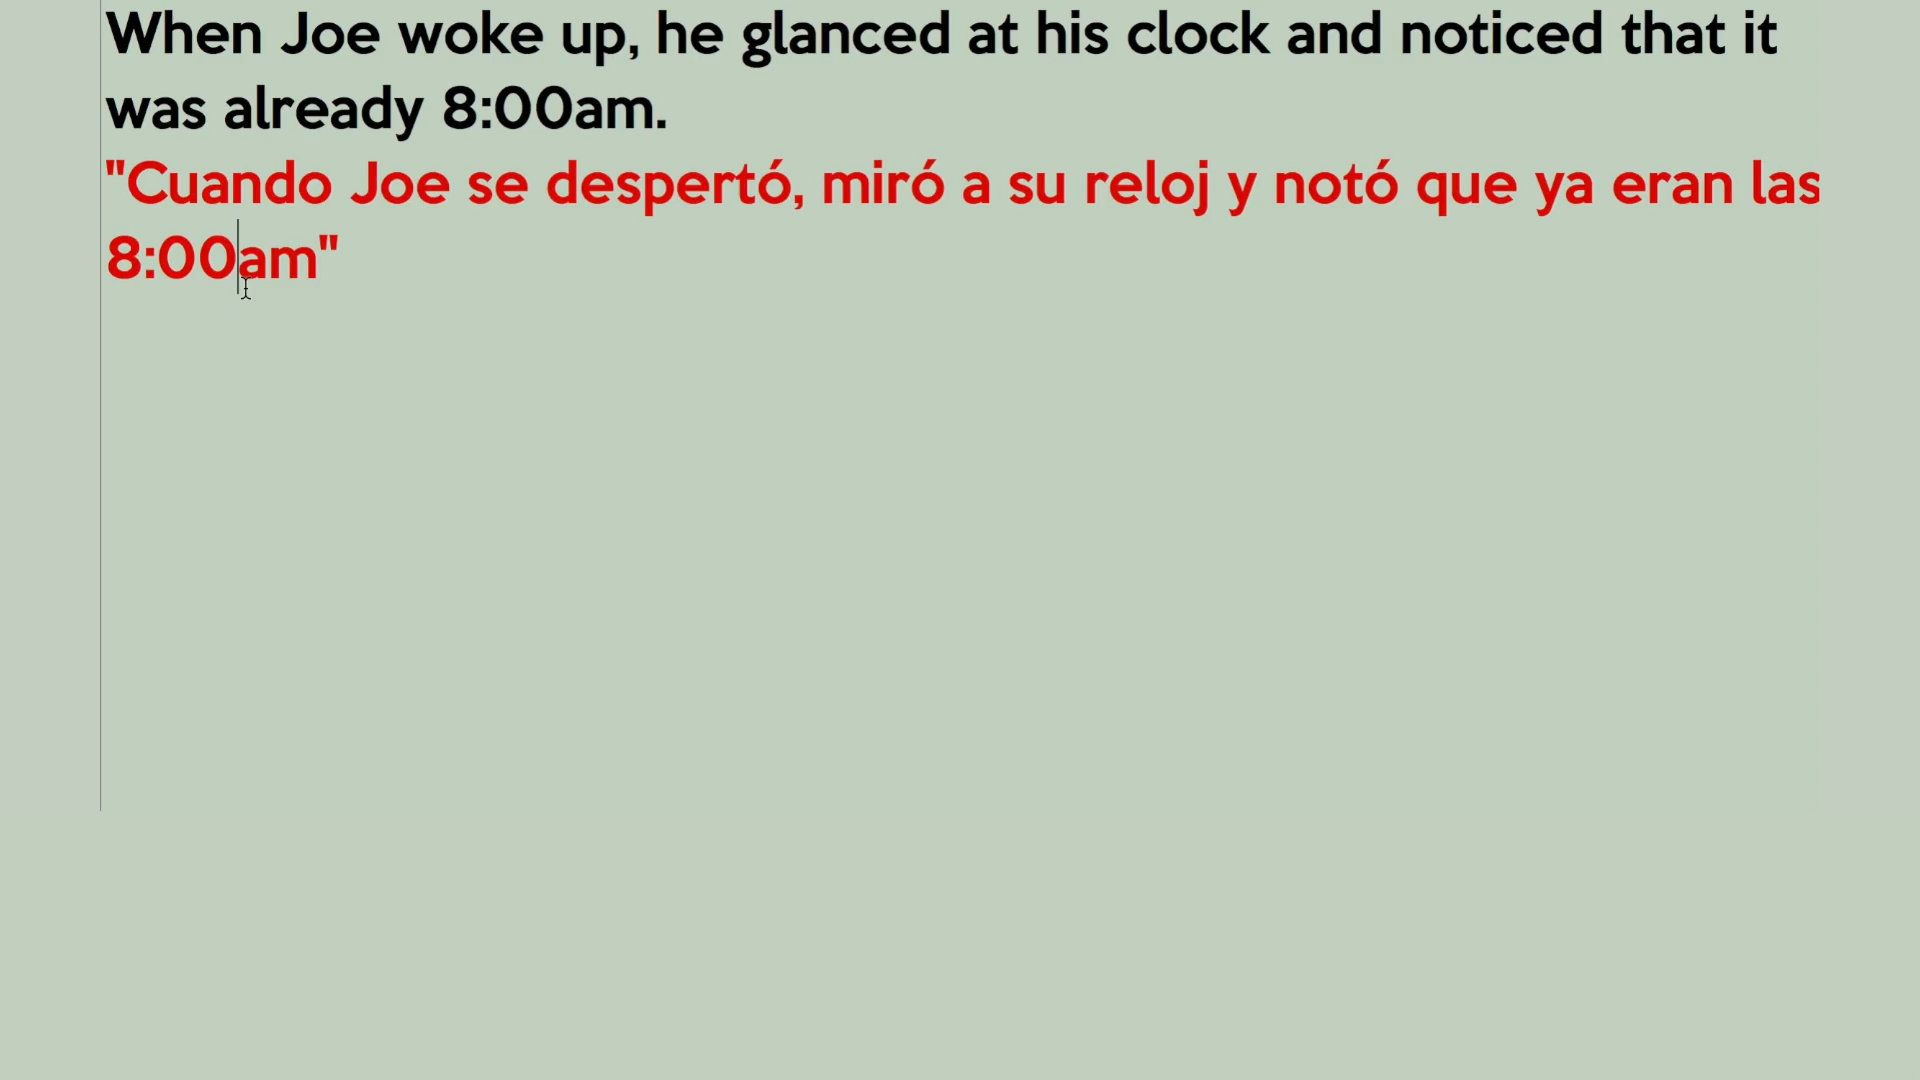 When Joe woke up, he glanced at his clock and noticed that it
was already 8:00am.
"Cuando Joe se despertó, miró a su reloj y notó que ya eran las
8:00am"